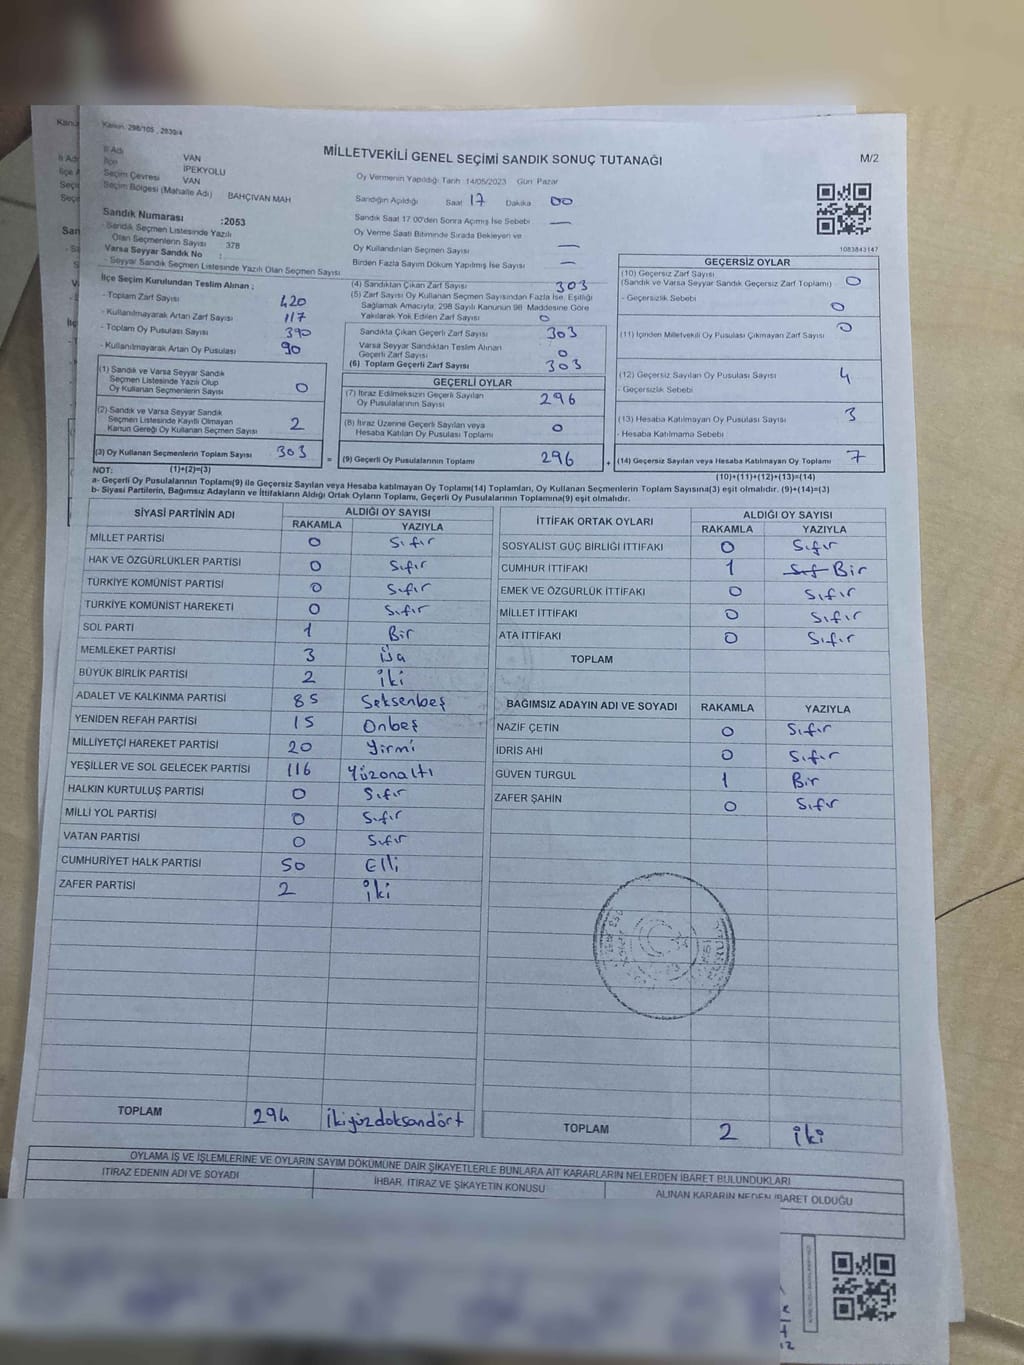 Kanun: 298/105 , 2839/4
MİLLETVEKİLİ GENEL SEÇİMİ SANDIK SONUÇ TUTANAĞI
M/2
İl Adı VAN
İlçe İPEKYOLU
Seçim Çevresi VAN
Seçim Bölgesi (Mahalle Adı) BAHÇIVAN MAH
Sandık Numarası :2053
- Sandık Seçmen Listesinde Yazılı
Olan Seçmenlerin Sayısı 378
Varsa Seyyar Sandık No :
- Seyyar Sandık Seçmen Listesinde Yazılı Olan Seçmen Sayısı
Oy Vermenin Yapıldığı Tarih 14/05/2023 Gün: Pazar
Sandığın Açıldığı Saat 17 Dakika 00
Sandık Saat 17:00'den Sonra Açılmış İse Sebebi —
Oy Verme Saati Bitiminde Sırada Bekleyen ve
Oy Kullandırılan Seçmen Sayısı —
Birden Fazla Sayım Döküm Yapılmış İse Sayısı —
1083843147
İlçe Seçim Kurulundan Teslim Alınan ;
- Toplam Zarf Sayısı 420
- Kullanılmayarak Artan Zarf Sayısı 117
- Toplam Oy Pusulası Sayısı 390
- Kullanılmayarak Artan Oy Pusulası 90
(1) Sandık ve Varsa Seyyar Sandık
Seçmen Listesinde Yazılı Olup
Oy Kullanan Seçmenlerin Sayısı 0
(2) Sandık ve Varsa Seyyar Sandık
Seçmen Listesinde Kayıtlı Olmayan
Kanun Gereği Oy Kullanan Seçmen Sayısı 2
(3) Oy Kullanan Seçmenlerin Toplam Sayısı 303
(4) Sandıktan Çıkan Zarf Sayısı 303
(5) Zarf Sayısı Oy Kullanan Seçmen Sayısından Fazla İse, Eşitliği
Sağlamak Amacıyla, 298 Sayılı Kanunun 98. Maddesine Göre
Yakılarak Yok Edilen Zarf Sayısı 0
Sandıkta Çıkan Geçerli Zarf Sayısı 303
Varsa Seyyar Sandıktan Teslim Alınan
Geçerli Zarf Sayısı 0
(6) Toplam Geçerli Zarf Sayısı 303
GEÇERLİ OYLAR
(7) İtiraz Edilmeksizin Geçerli Sayılan
Oy Pusulalarının Sayısı 296
(8) İtiraz Üzerine Geçerli Sayılan veya
Hesaba Katılan Oy Pusulası Toplamı 0
= (9) Geçerli Oy Pusulalarının Toplamı 296
GEÇERSİZ OYLAR
(10) Geçersiz Zarf Sayısı 0
(Sandık ve Varsa Seyyar Sandık Geçersiz Zarf Toplamı)
- Geçersizlik Sebebi 0
(11) İçinden Milletvekili Oy Pusulası Çıkmayan Zarf Sayısı 0
(12) Geçersiz Sayılan Oy Pusulası Sayısı 4
- Geçersizlik Sebebi
(13) Hesaba Katılmayan Oy Pusulası Sayısı 3
- Hesaba Katılmama Sebebi
+ (14) Geçersiz Sayılan veya Hesaba Katılmayan Oy Toplamı 7
NOT: (1)+(2)=(3)
(10)+(11)+(12)+(13)=(14)
a- Geçerli Oy Pusulalarının Toplamı(9) ile Geçersiz Sayılan veya Hesaba katılmayan Oy Toplamı(14) Toplamları, Oy Kullanan Seçmenlerin Toplam Sayısına(3) eşit olmalıdır. (9)+(14)=(3)
b- Siyasi Partilerin, Bağımsız Adayların ve İttifakların Aldığı Ortak Oyların Toplamı, Geçerli Oy Pusulalarının Toplamına(9) eşit olmalıdır.
SİYASİ PARTİNİN ADI ALDIĞI OY SAYISI
RAKAMLA YAZIYLA
MİLLET PARTİSİ 0 Sıfır
HAK VE ÖZGÜRLÜKLER PARTİSİ 0 Sıfır
TÜRKİYE KOMÜNİST PARTİSİ 0 Sıfır
TÜRKİYE KOMÜNİST HAREKETİ 0 Sıfır
SOL PARTİ 1 Bir
MEMLEKET PARTİSİ 3 Üç
BÜYÜK BİRLİK PARTİSİ 2 İki
ADALET VE KALKINMA PARTİSİ 85 Seksenbeş
YENİDEN REFAH PARTİSİ 15 Onbeş
MİLLİYETÇİ HAREKET PARTİSİ 20 Yirmi
YEŞİLLER VE SOL GELECEK PARTİSİ 116 Yüzonaltı
HALKIN KURTULUŞ PARTİSİ 0 Sıfır
MİLLİ YOL PARTİSİ 0 Sıfır
VATAN PARTİSİ 0 Sıfır
CUMHURİYET HALK PARTİSİ 50 Elli
ZAFER PARTİSİ 2 İki
TOPLAM 294 İkiyüzdoksandört
İTTİFAK ORTAK OYLARI ALDIĞI OY SAYISI
RAKAMLA YAZIYLA
SOSYALİST GÜÇ BİRLİĞİ İTTİFAKI 0 Sıfır
CUMHUR İTTİFAKI 1 Sıf Bir
EMEK VE ÖZGÜRLÜK İTTİFAKI 0 Sıfır
MİLLET İTTİFAKI 0 Sıfır
ATA İTTİFAKI 0 Sıfır
TOPLAM
BAĞIMSIZ ADAYIN ADI VE SOYADI RAKAMLA YAZIYLA
NAZİF ÇETİN 0 Sıfır
İDRİS AHİ 0 Sıfır
GÜVEN TURGUL 1 Bir
ZAFER ŞAHİN 0 Sıfır
TOPLAM 2 İki
OYLAMA İŞ VE İŞLEMLERİNE VE OYLARIN SAYIM DÖKÜMÜNE DAİR ŞİKAYETLERLE BUNLARA AİT KARARLARIN NELERDEN İBARET BULUNDUKLARI
İTİRAZ EDENİN ADI VE SOYADI İHBAR, İTİRAZ VE ŞİKAYETİN KONUSU ALINAN KARARIN NEDEN İBARET OLDUĞU